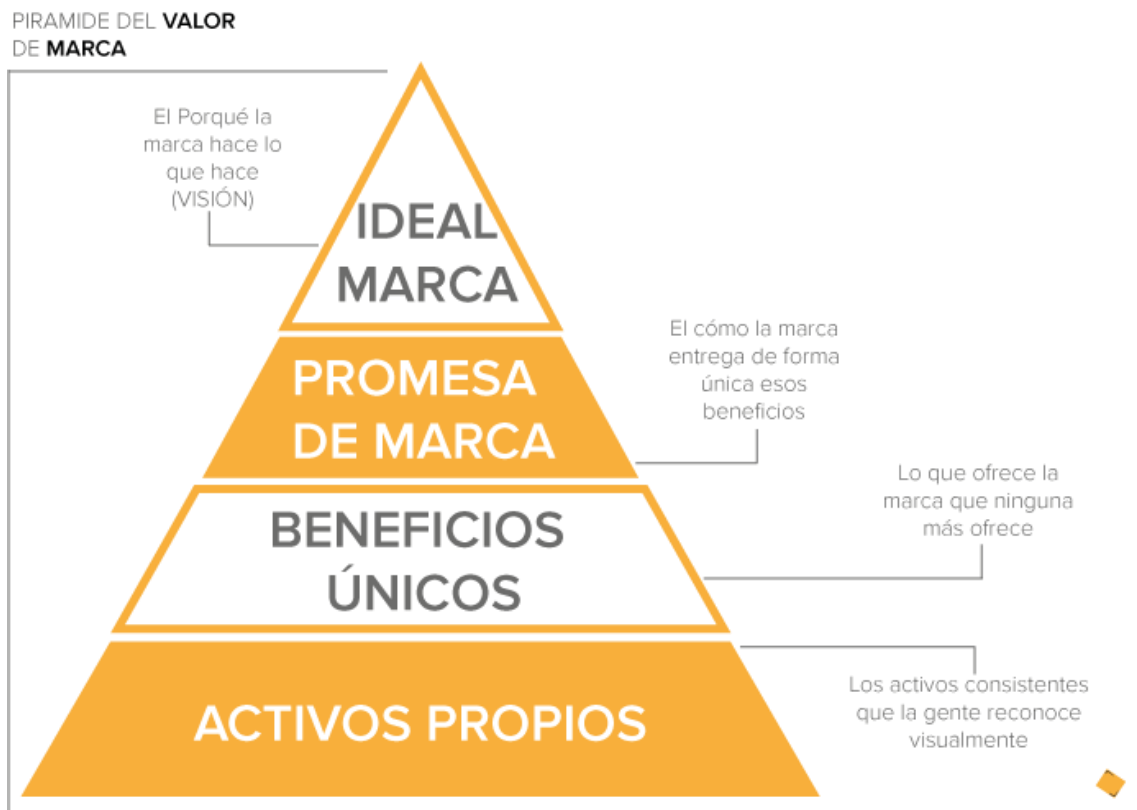 PIRAMIDE DEL VALOR
DE MARCA
El Porqué la
marca hace lo
que hace
(VISIÓN)
IDEAL
MARCA
PROMESA
DE MARCA
El cómo la marca
entrega de forma
única esos
beneficios
BENEFICIOS
ÚNICOS
Lo que ofrece la
marca que ninguna
más ofrece
ACTIVOS PROPIOS
Los activos consistentes
que la gente reconoce
visualmente